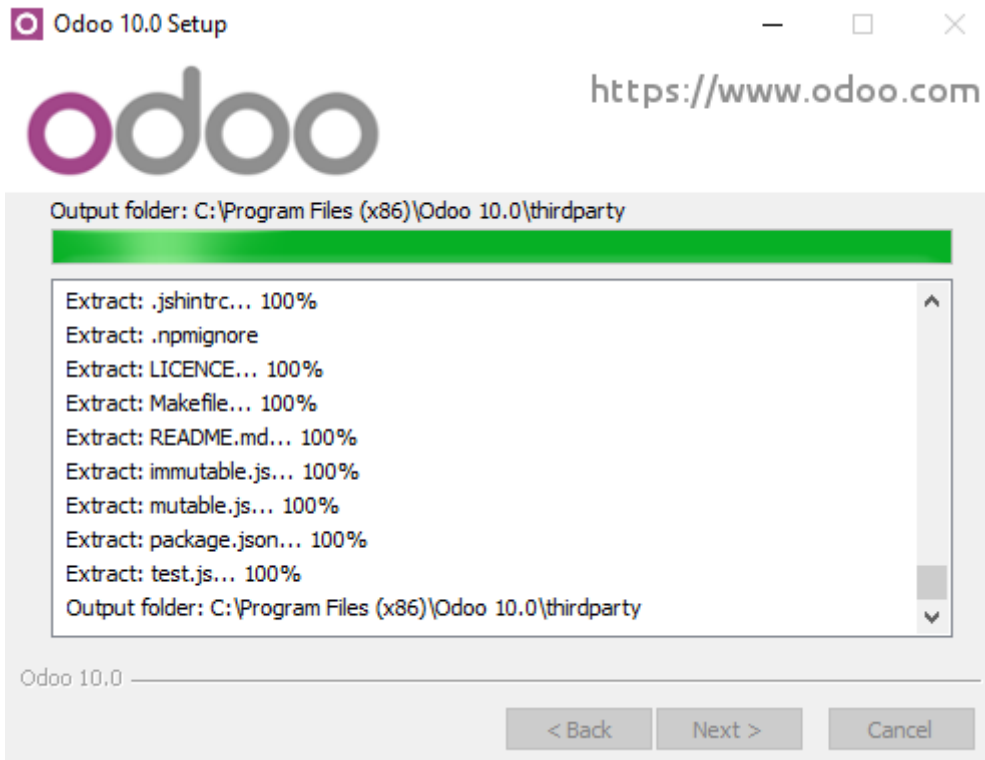 Odoo 10.0 Setup
odoo
https://www.odoo.com
Output folder: C:\Program Files (x86)\Odoo 10.0\thirdparty
Extract: .jshintrc... 100%
Extract: .npmignore
Extract: LICENCE... 100%
Extract: Makefile... 100%
Extract: README.md... 100%
Extract: immutable.js... 100%
Extract: mutable.js... 100%
Extract: package.json... 100%
Extract: test.js... 100%
Output folder: C:\Program Files (x86)\Odoo 10.0\thirdparty
Odoo 10.0
< Back Next > Cancel